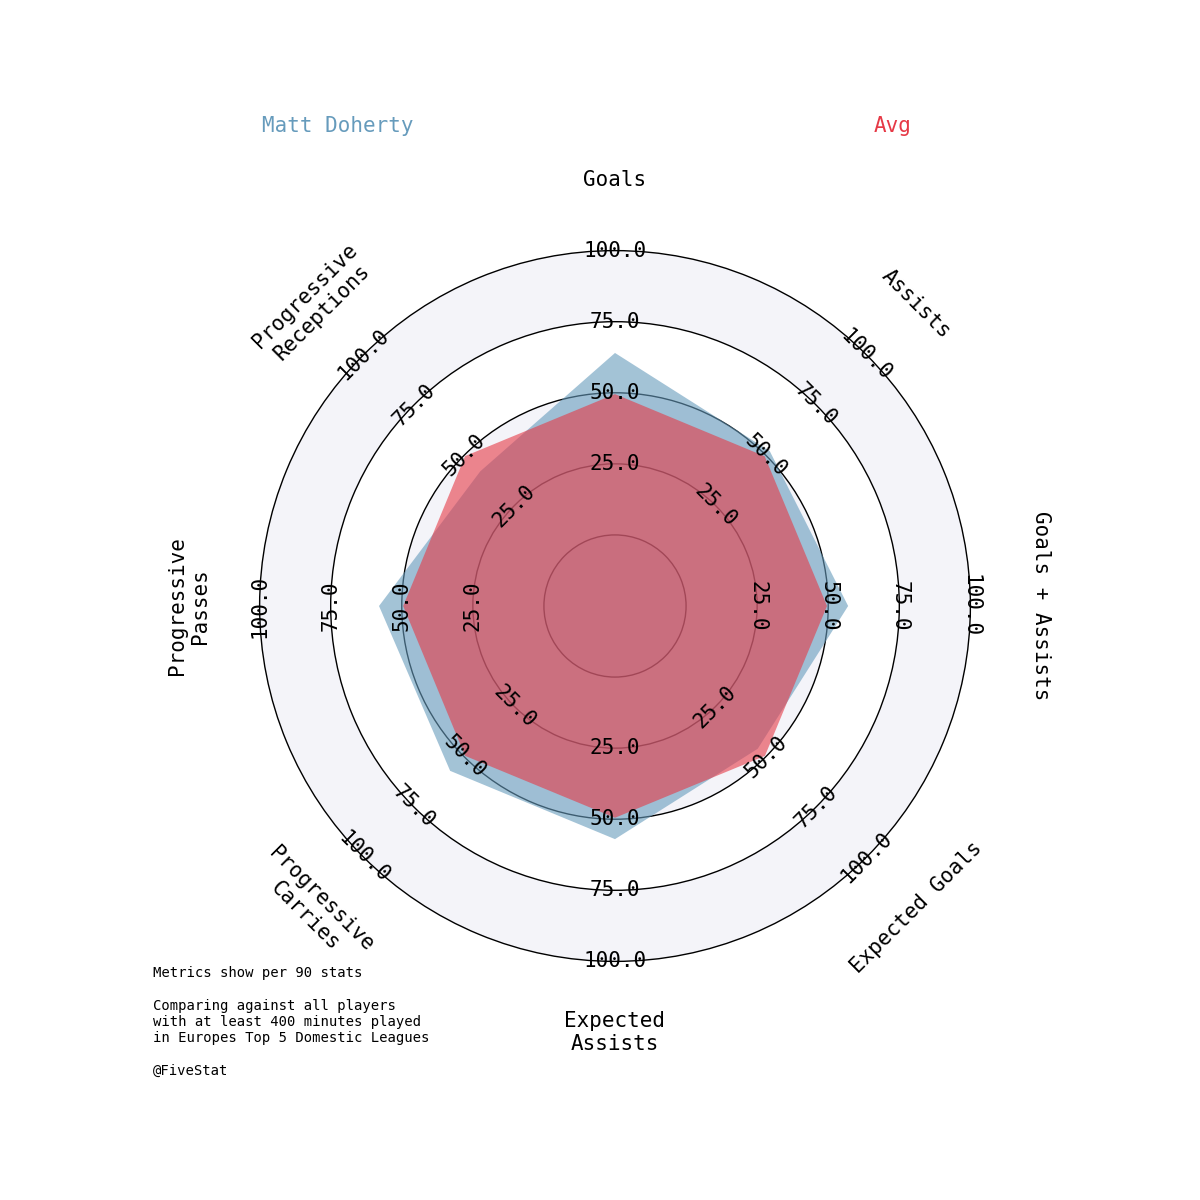 Matt Doherty
Avg
Goals
Assists
Goals + Assists
Expected Goals
Expected
Assists
Progressive
Carries
Progressive
Passes
Progressive
Receptions
100.0
75.0
50.0
25.0
100.0
75.0
50.0
25.0
100.0
75.0
50.0
25.0
100.0
75.0
50.0
25.0
100.0
75.0
50.0
25.0
100.0
75.0
50.0
25.0
100.0
75.0
50.0
25.0
100.0
75.0
50.0
25.0
Metrics show per 90 stats
Comparing against all players
with at least 400 minutes played
in Europes Top 5 Domestic Leagues
@FiveStat